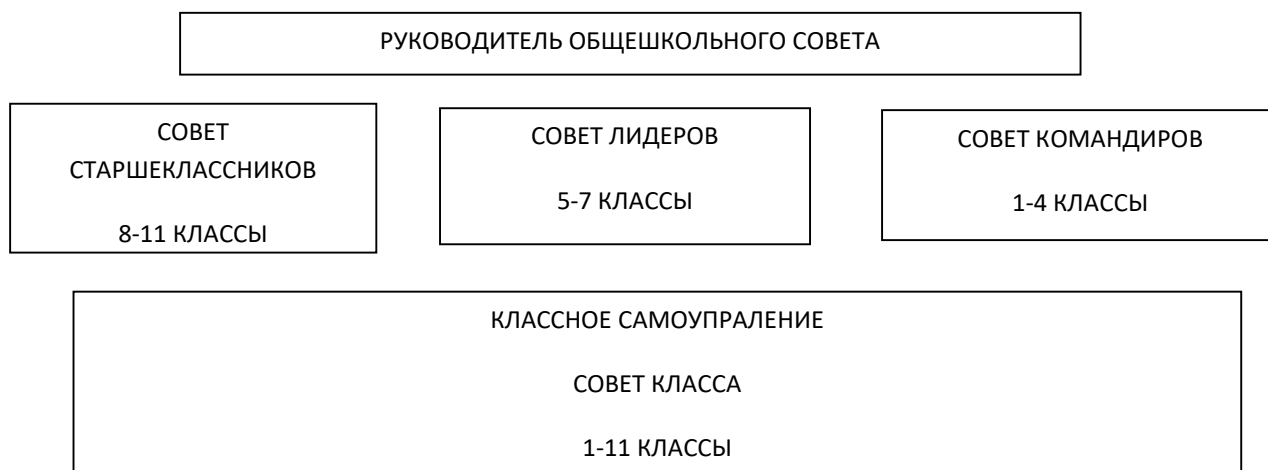 РУКОВОДИТЕЛЬ ОБЩЕШКОЛЬНОГО СОВЕТА
СОВЕТ
СТАРШЕКЛАССНИКОВ
8-11 КЛАССЫ
СОВЕТ ЛИДЕРОВ
5-7 КЛАССЫ
СОВЕТ КОМАНДИРОВ
1-4 КЛАССЫ
КЛАССНОЕ САМОУПРАЛЕНИЕ
СОВЕТ КЛАССА
1-11 КЛАССЫ